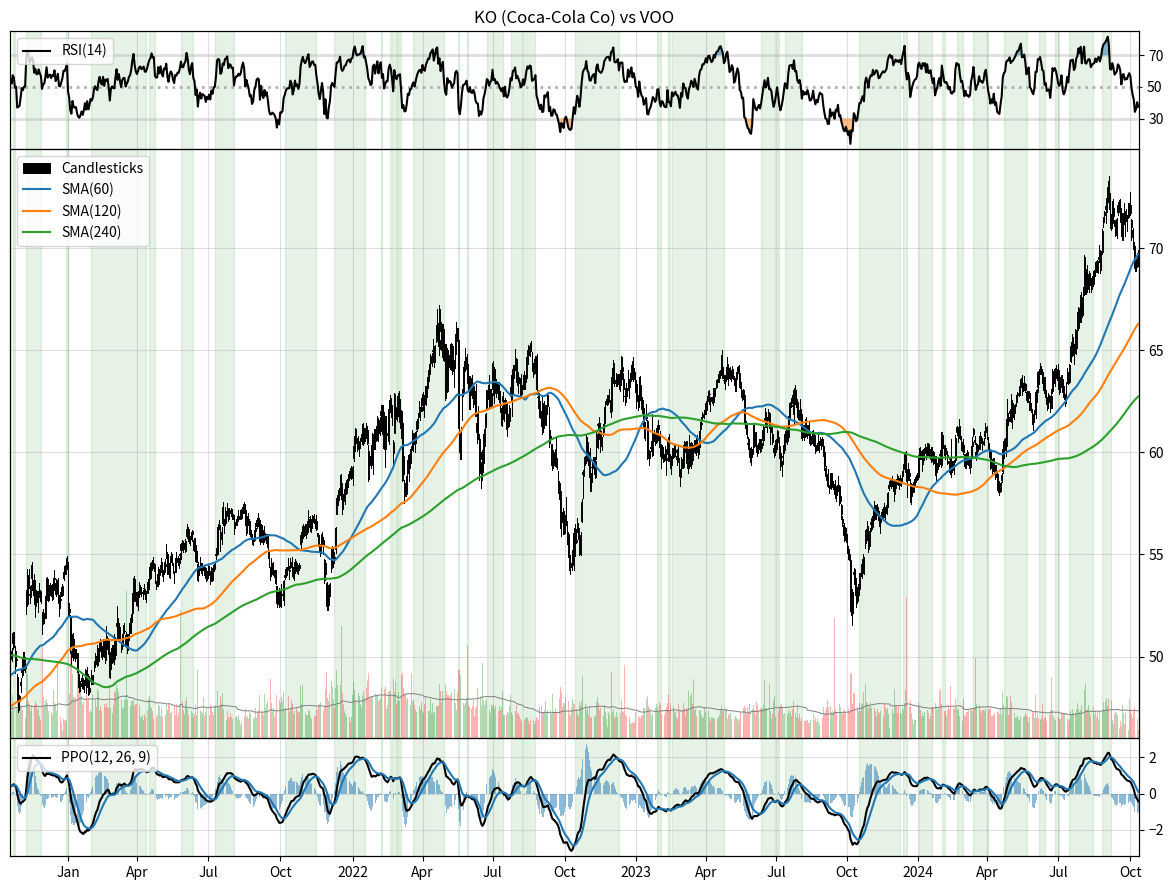 KO (Coca-Cola Co) vs VOO
RSI(14)
70
50
30
Candlesticks
SMA(60)
SMA(120)
SMA(240)
70
65
60
55
50
PPO(12, 26, 9)
2
0
−2
Jan Apr Jul Oct 2022 Apr Jul Oct 2023 Apr Jul Oct 2024 Apr Jul Oct